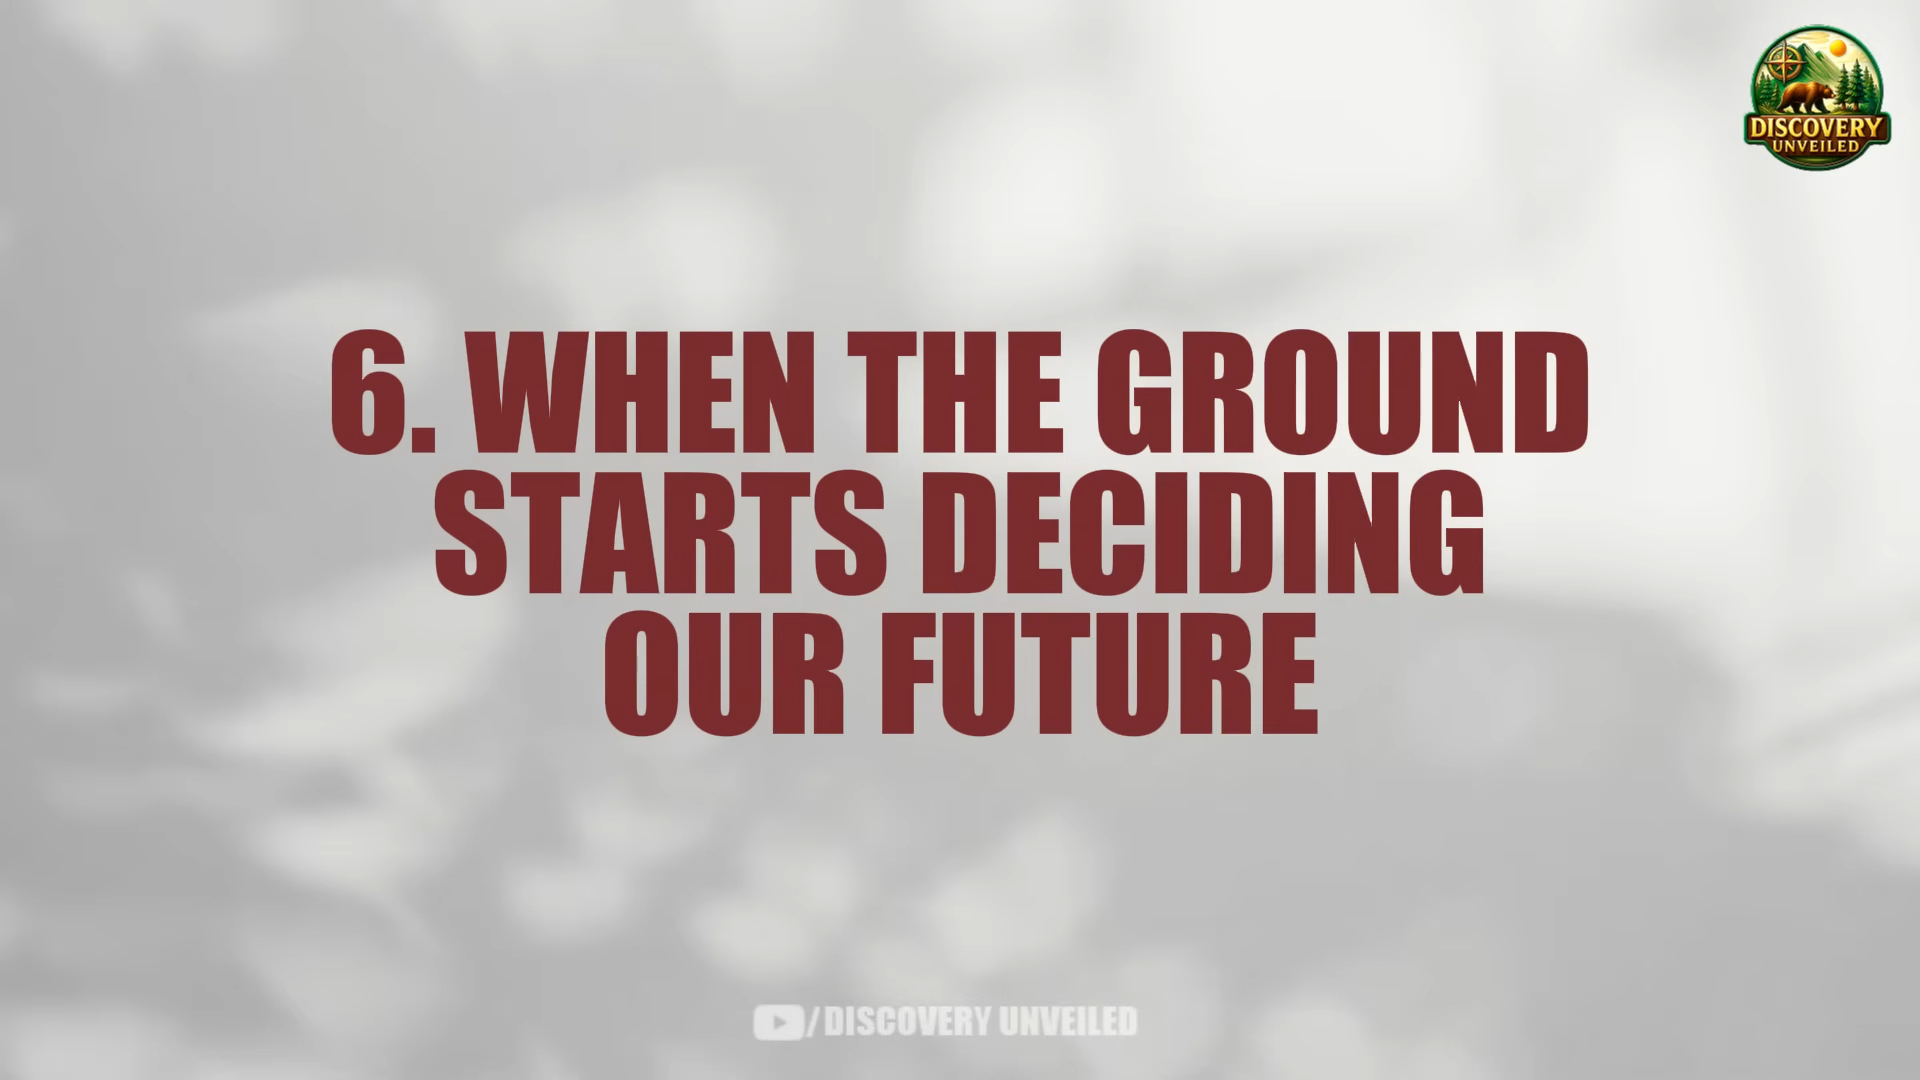 DISCOVERY
UNVEILED
6. WHEN THE GROUND
STARTS DECIDING
OUR FUTURE
/DISCOVERY UNVEILED